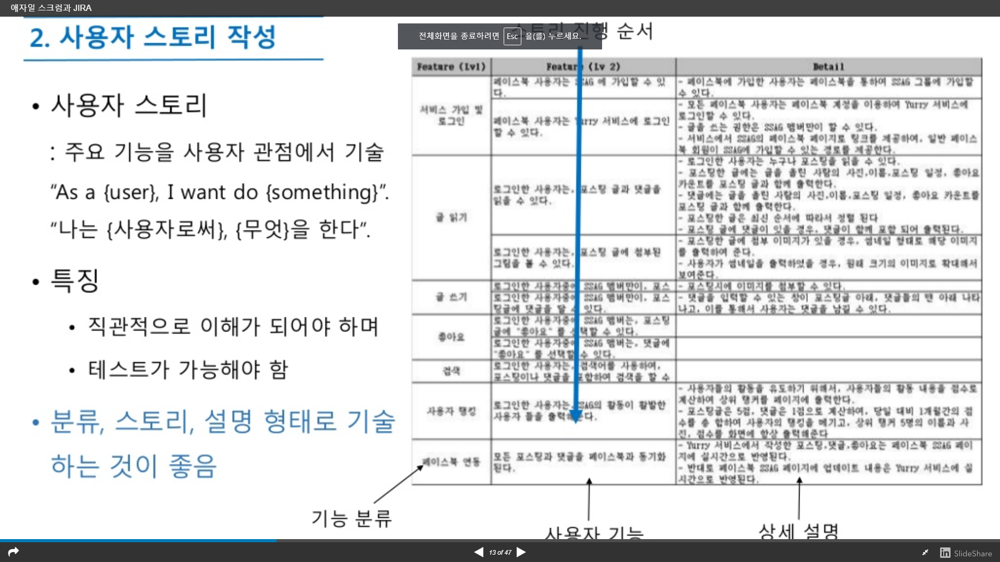 애자일 스크럼과 JIRA
2. 사용자 스토리 작성
진행 순서
전체화면을 종료하려면 Esc 을(를) 누르세요.
• 사용자 스토리
: 주요 기능을 사용자 관점에서 기술
“As a {user}, I want do {something}”.
“나는 {사용자로써}, {무엇}을 한다”.
• 특징
• 직관적으로 이해가 되어야 하며
• 테스트가 가능해야 함
• 분류, 스토리, 설명 형태로 기술
하는 것이 좋음
Feature (Lv1)
Feature (Lv 2)
Detail
서비스 가입 및
로그인
페이스북 사용자는 SSAG 에 가입할 수 있
다.
- 페이스북에 가입한 사용자는 페이스북을 통하여 SSAG 그룹에 가입할
수 있다.
페이스북 사용자는 Yurry 서비스에 로그인
할 수 있다.
- 모든 페이스북 사용자는 페이스북 계정을 이용하여 Yurry 서비스에
로그인할 수 있다.
- 글을 쓰는 권한은 SSAG 멤버만이 할 수 있다.
- 서비스에서 SSAG의 페이스북 페이지로 링크를 제공하여, 일반 페이스
북 회원이 SSAG에 가입할 수 있는 경로를 제공한다.
글 읽기
로그인한 사용자는, 포스팅 글과 댓글을
읽을 수 있다.
- 로그인한 사용자는 누구나 포스팅을 읽을 수 있다.
- 포스팅한 글에는 글을 올린 사람의 사진,이름,포스팅 일정, 좋아요
카운트를 포스팅 글과 함께 출력한다.
- 댓글에는 글을 올린 사람의 사진,이름,포스팅 일정, 좋아요 카운트를
포스팅 글과 함께 출력한다.
- 포스팅한 글은 최신 순서에 따라서 정렬 된다
- 포스팅 글에 댓글이 있을 경우, 댓글이 함께 포함 되어 출력된다.
로그인한 사용자는, 포스팅 글에 첨부된
그림을 볼 수 있다.
- 포스팅한 글에 첨부 이미지가 있을 경우, 썸네일 형태로 해당 이미지
를 출력하여 준다.
- 사용자가 썸네일을 출력하였을 경우, 원래 크기의 이미지로 확대해서
보여준다.
글 쓰기
로그인한 사용자중에 SSAG 멤버만이, 포스
- 포스팅시에 이미지를 첨부할 수 있다.
로그인한 사용자중에 SSAG 멤버만이, 포스
팅글에 댓글을 달 수 있다.
- 댓글을 입력할 수 있는 창이 포스팅글 아래, 댓글들의 맨 아래 나타
나고, 이를 통해서 사용자는 댓글을 남길 수 있다.
좋아요
로그인한 사용자중에 SSAG 멤버는, 포스팅
글에 "좋아요" 를 선택할 수 있다.
로그인한 사용자중에 SSAG 멤버는, 댓글에
"좋아요" 를 선택할 수 있다.
검색
로그인한 사용자는, 검색어를 사용하여,
포스팅이나 댓글을 포함하여 검색을 할 수
사용자 랭킹
로그인한 사용자는, SSAG의 활동이 활발한
사용자 들을 출력해준다.
- 사용자들의 활동을 유도하기 위해서, 사용자들의 활동 내용을 점수로
계산하여 상위 랭커를 페이지에 출력한다.
- 포스팅글은 5점, 댓글은 1점으로 계산하여, 당일 대비 1개월간의 점
수를 총 합하여 사용자의 랭킹을 메기고, 상위 랭커 5명의 이름과 사
진, 점수를 화면에 항상 출력해준다
페이스북 연동
모든 포스팅과 댓글을 페이스북과 동기화
된다.
- Yurry 서비스에서 작성한 포스팅,댓글,좋아요는 페이스북 SSAG 페이
지에 실시간으로 반영된다.
- 반대로 페이스북 SSAG 페이지에 업데이트 내용은 Yurry 서비스에 실
시간으로 반영된다.
기능 분류
사용자 기능
상세 설명
13 of 47
in SlideShare